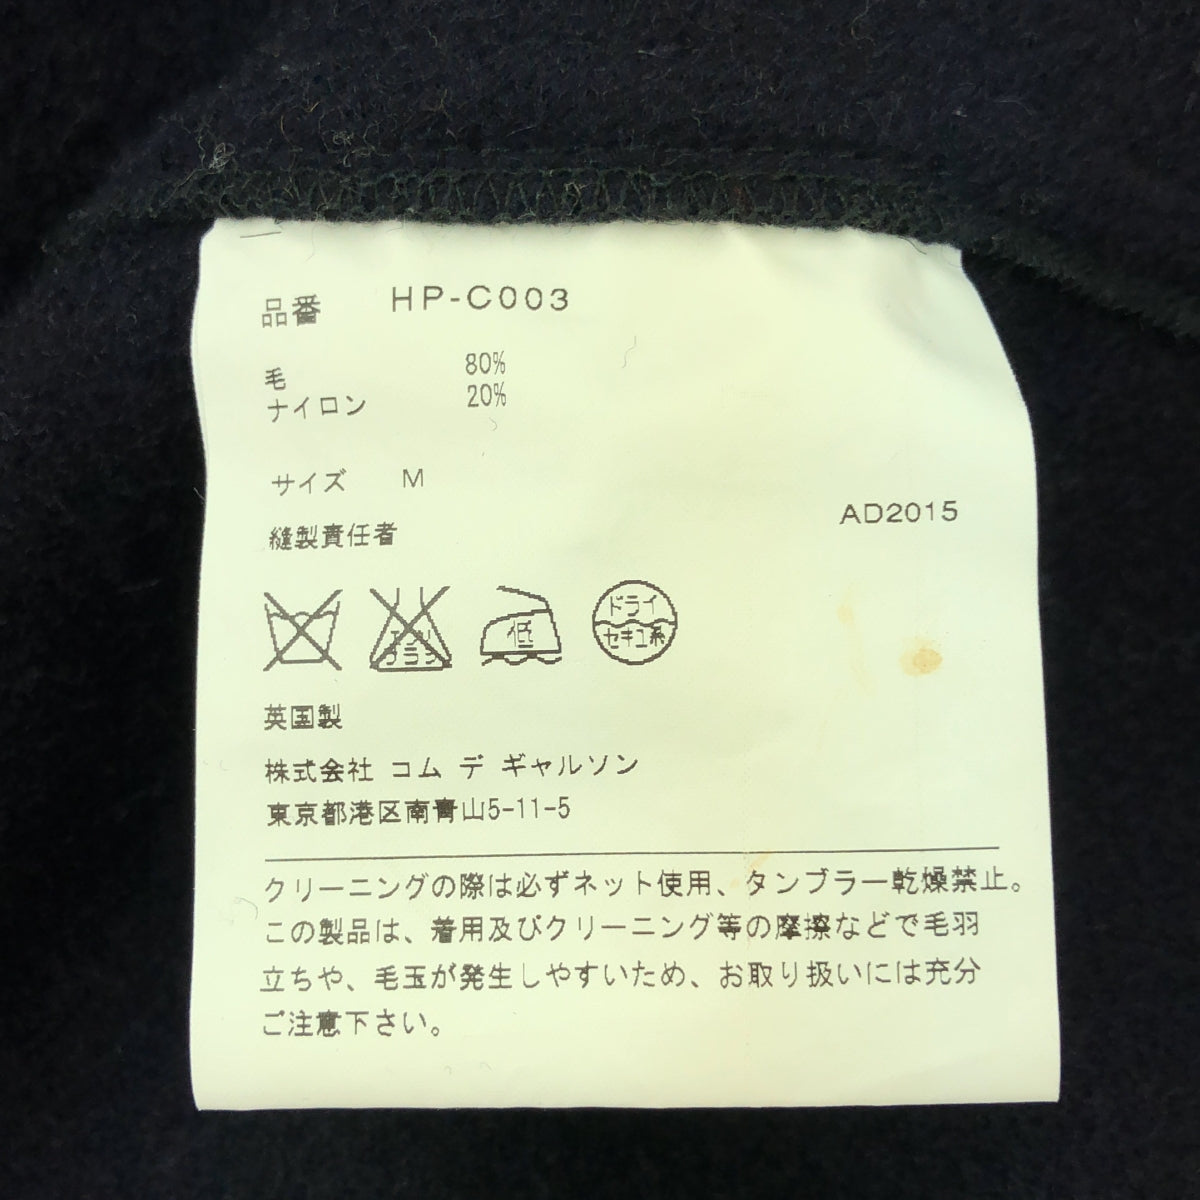 品番 HP-C003
毛 80%
ナイロン 20%
サイズ M
AD2015
縫製責任者
エンソ
サラシ
低
ドライ
セキユ系
英国製
株式会社 コム デ ギャルソン
東京都港区南青山5-11-5
クリーニングの際は必ずネット使用、タンブラー乾燥禁止。
この製品は、着用及びクリーニング等の摩擦などで毛羽
立ちや、毛玉が発生しやすいため、お取り扱いには充分
ご注意下さい。